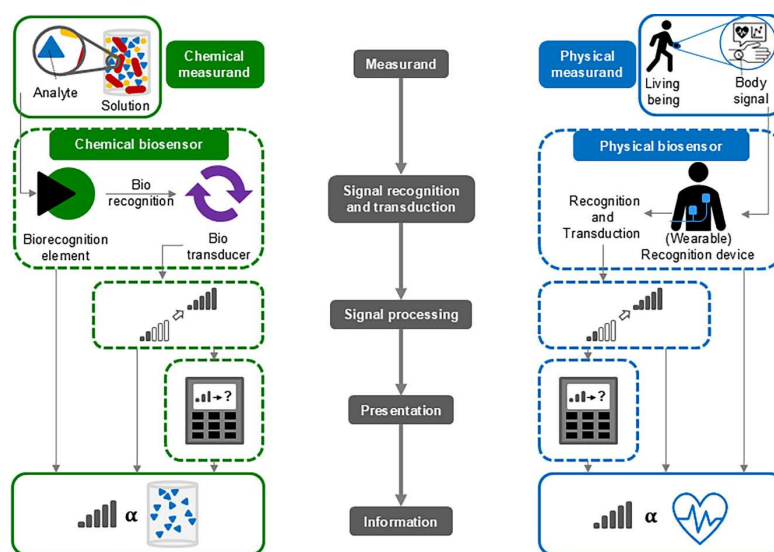 Chemical
measurand
Analyte
Solution
Measurand
Physical
measurand
Living
being
Body
signal
Chemical biosensor
Bio
recognition
Biorecognition
element
Bio
transducer
Signal recognition
and transduction
Physical biosensor
Recognition
and
Transduction
(Wearable)
Recognition device
Signal processing
→ ?
Presentation
→ ?
α
Information
α